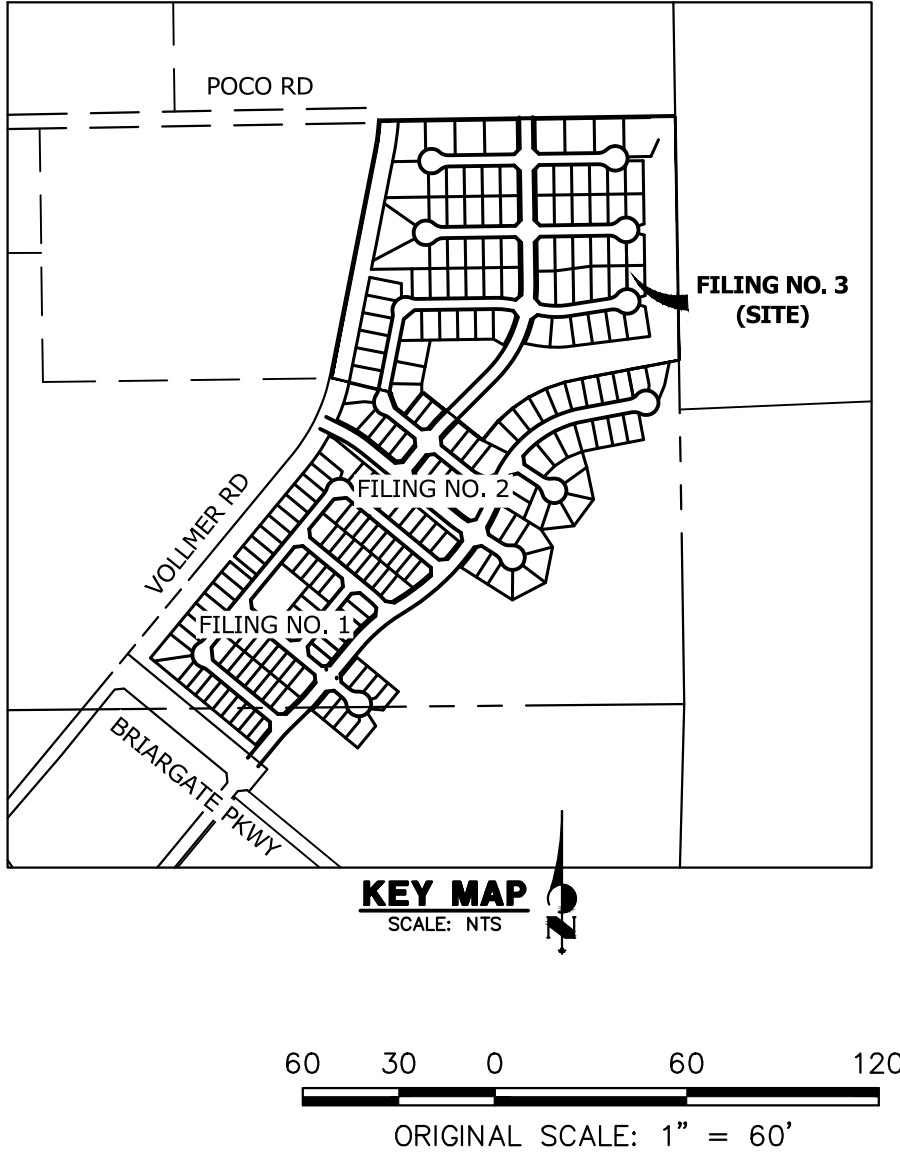 POCO RD
FILING NO. 3
(SITE)
FILING NO. 2
VOLLMER RD
FILING NO. 1
BRIARGATE PKWY
KEY MAP
SCALE: NTS
N
60 30 0 60 120
ORIGINAL SCALE: 1" = 60'